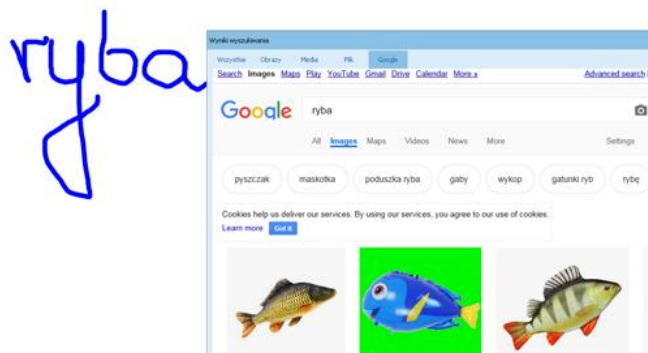 ryba
Wyniki wyszukiwania
Wszystkie Obrazy Media Plik Google
Search Images Maps Play YouTube Gmail Drive Calendar More »
Advanced search
Google ryba
All Images Maps Videos News More Settings
pyszczak maskotka poduszka ryba gaby wykop gatunki ryb rybę
Cookies help us deliver our services. By using our services, you agree to our use of cookies.
Learn more Got it